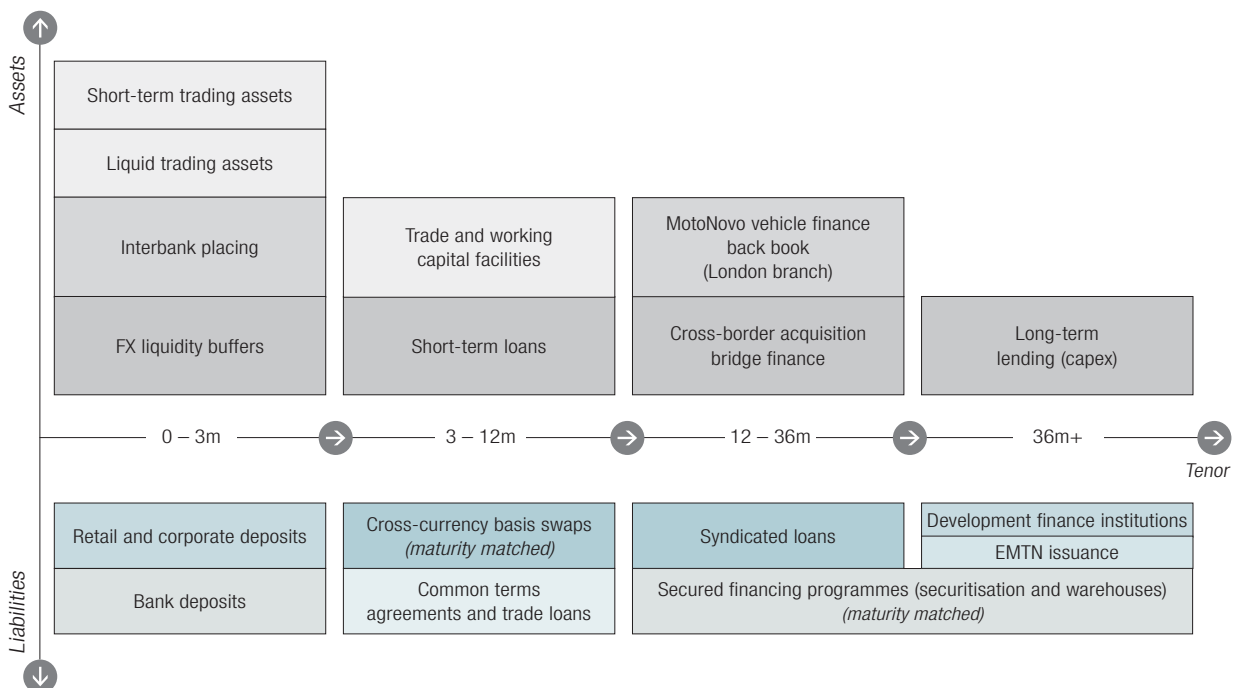 Assets
Short-term trading assets
Liquid trading assets
Interbank placing
FX liquidity buffers
Trade and working
capital facilities
Short-term loans
MotoNovo vehicle finance
back book
(London branch)
Cross-border acquisition
bridge finance
Long-term
lending (capex)
0 – 3m
3 – 12m
12 – 36m
36m+
Tenor
Retail and corporate deposits
Bank deposits
Cross-currency basis swaps
(maturity matched)
Common terms
agreements and trade loans
Syndicated loans
Development finance institutions
EMTN issuance
Secured financing programmes (securitisation and warehouses)
(maturity matched)
Liabilities